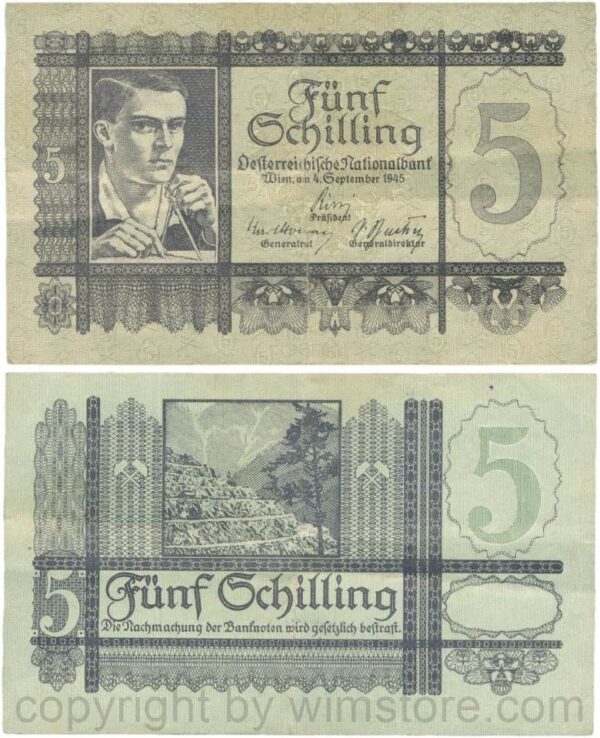 5
Fünf
Schilling
Oesterreichische Nationalbank
Wien, am 4. September 1945
5
Präsident
Generalrat
Generaldirektor
5
5
Fünf Schilling
Die Nachmachung der Banknoten wird gesetzlich bestraft.
copyright by wimstore.com